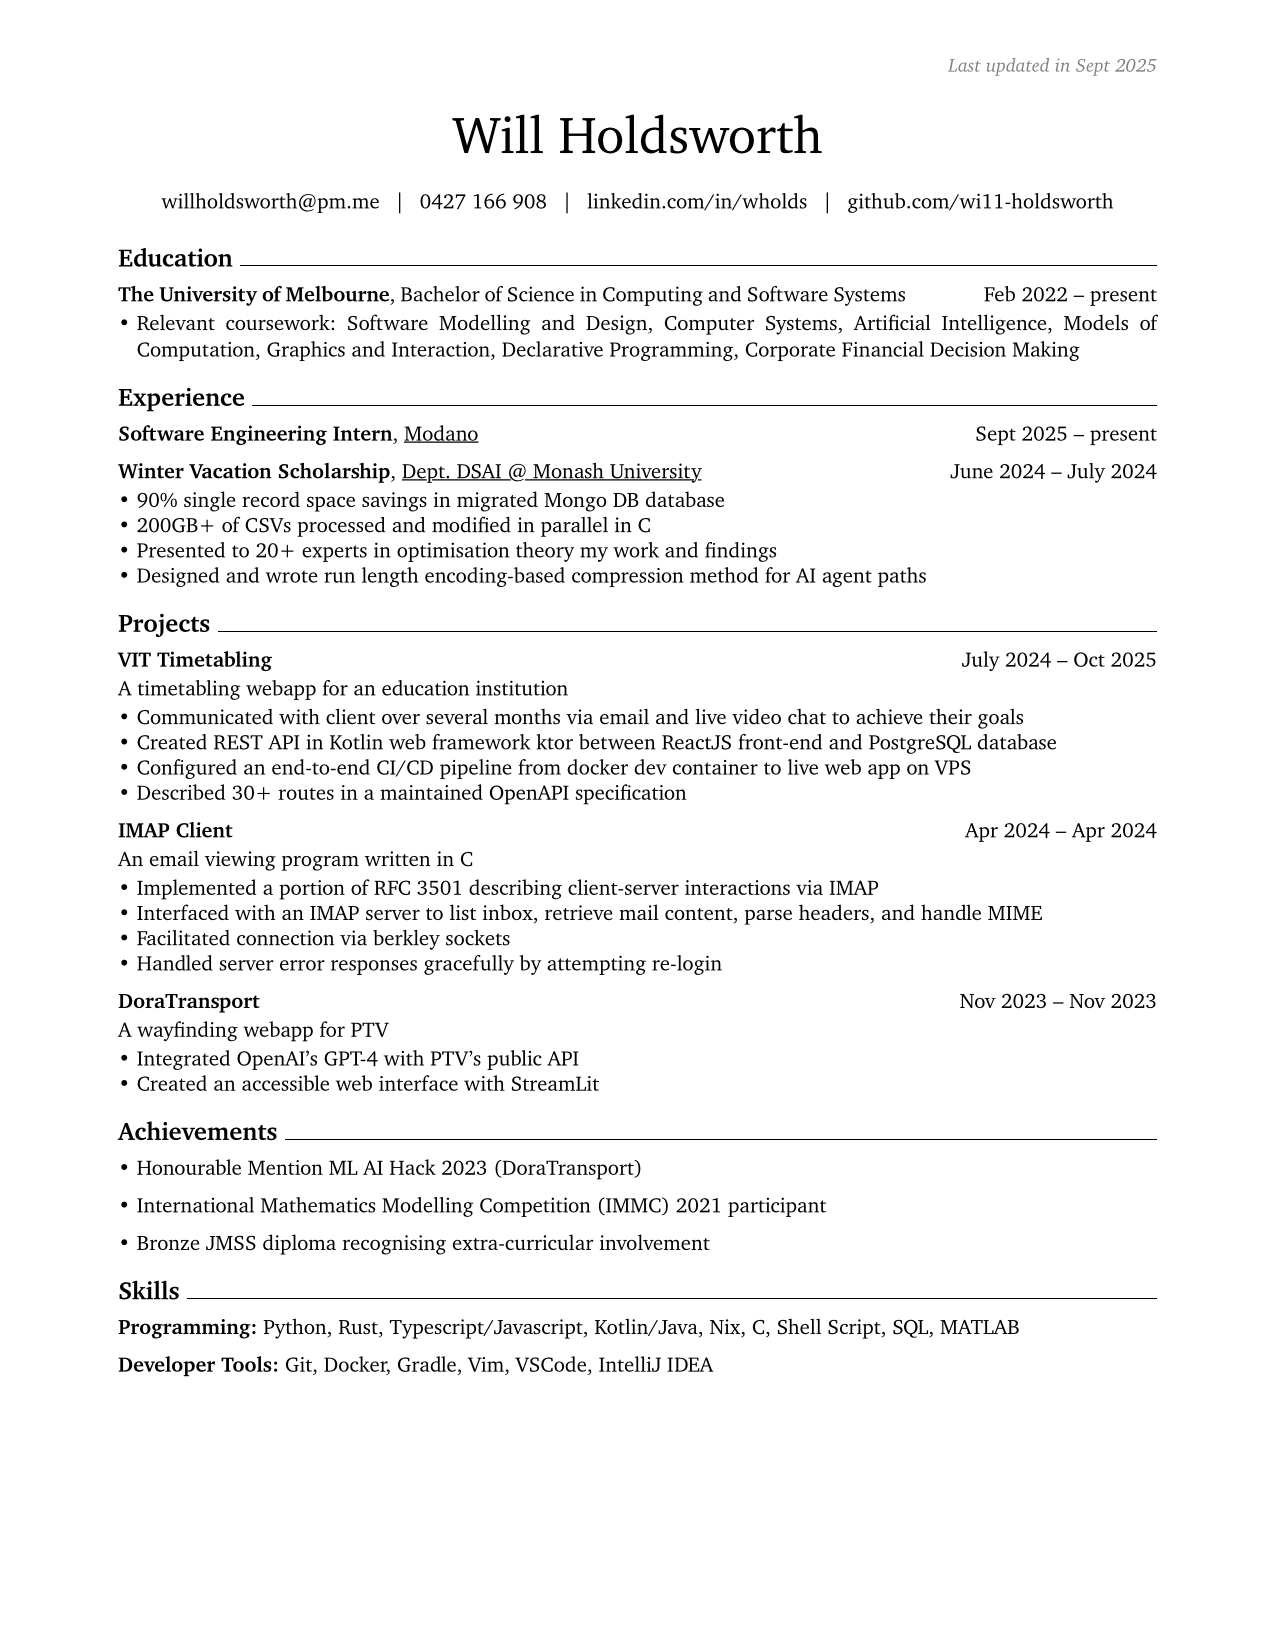 Last updated in Sept 2025
Will Holdsworth
willholdsworth@pm.me | 0427 166 908 | linkedin.com/in/wholds | github.com/wi11-holdsworth
Education
The University of Melbourne, Bachelor of Science in Computing and Software Systems Feb 2022 – present
• Relevant coursework: Software Modelling and Design, Computer Systems, Artificial Intelligence, Models of
Computation, Graphics and Interaction, Declarative Programming, Corporate Financial Decision Making
Experience
Software Engineering Intern, Modano Sept 2025 – present
Winter Vacation Scholarship, Dept. DSAI @ Monash University June 2024 – July 2024
• 90% single record space savings in migrated Mongo DB database
• 200GB+ of CSVs processed and modified in parallel in C
• Presented to 20+ experts in optimisation theory my work and findings
• Designed and wrote run length encoding-based compression method for AI agent paths
Projects
VIT Timetabling July 2024 – Oct 2025
A timetabling webapp for an education institution
• Communicated with client over several months via email and live video chat to achieve their goals
• Created REST API in Kotlin web framework ktor between ReactJS front-end and PostgreSQL database
• Configured an end-to-end CI/CD pipeline from docker dev container to live web app on VPS
• Described 30+ routes in a maintained OpenAPI specification
IMAP Client Apr 2024 – Apr 2024
An email viewing program written in C
• Implemented a portion of RFC 3501 describing client-server interactions via IMAP
• Interfaced with an IMAP server to list inbox, retrieve mail content, parse headers, and handle MIME
• Facilitated connection via berkley sockets
• Handled server error responses gracefully by attempting re-login
DoraTransport Nov 2023 – Nov 2023
A wayfinding webapp for PTV
• Integrated OpenAI’s GPT-4 with PTV’s public API
• Created an accessible web interface with StreamLit
Achievements
• Honourable Mention ML AI Hack 2023 (DoraTransport)
• International Mathematics Modelling Competition (IMMC) 2021 participant
• Bronze JMSS diploma recognising extra-curricular involvement
Skills
Programming: Python, Rust, Typescript/Javascript, Kotlin/Java, Nix, C, Shell Script, SQL, MATLAB
Developer Tools: Git, Docker, Gradle, Vim, VSCode, IntelliJ IDEA